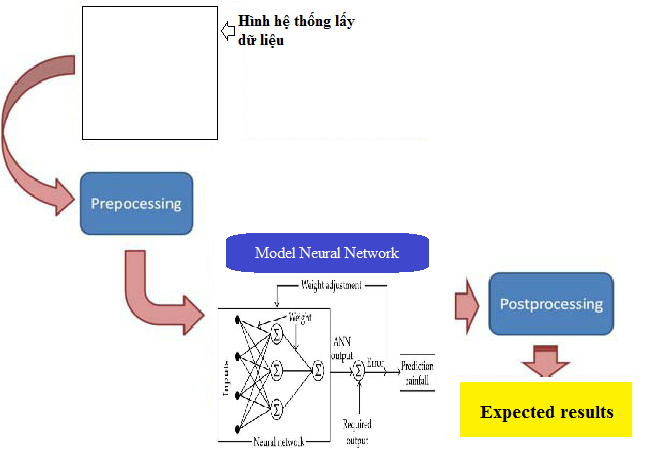 Hình hệ thống lấy
dữ liệu
Prepocessing
Model Neural Network
Weight adjustment
Weight
ANN
output
Error
Prediction
rainfall
Required
output
Neural network
Postprocessing
Expected results